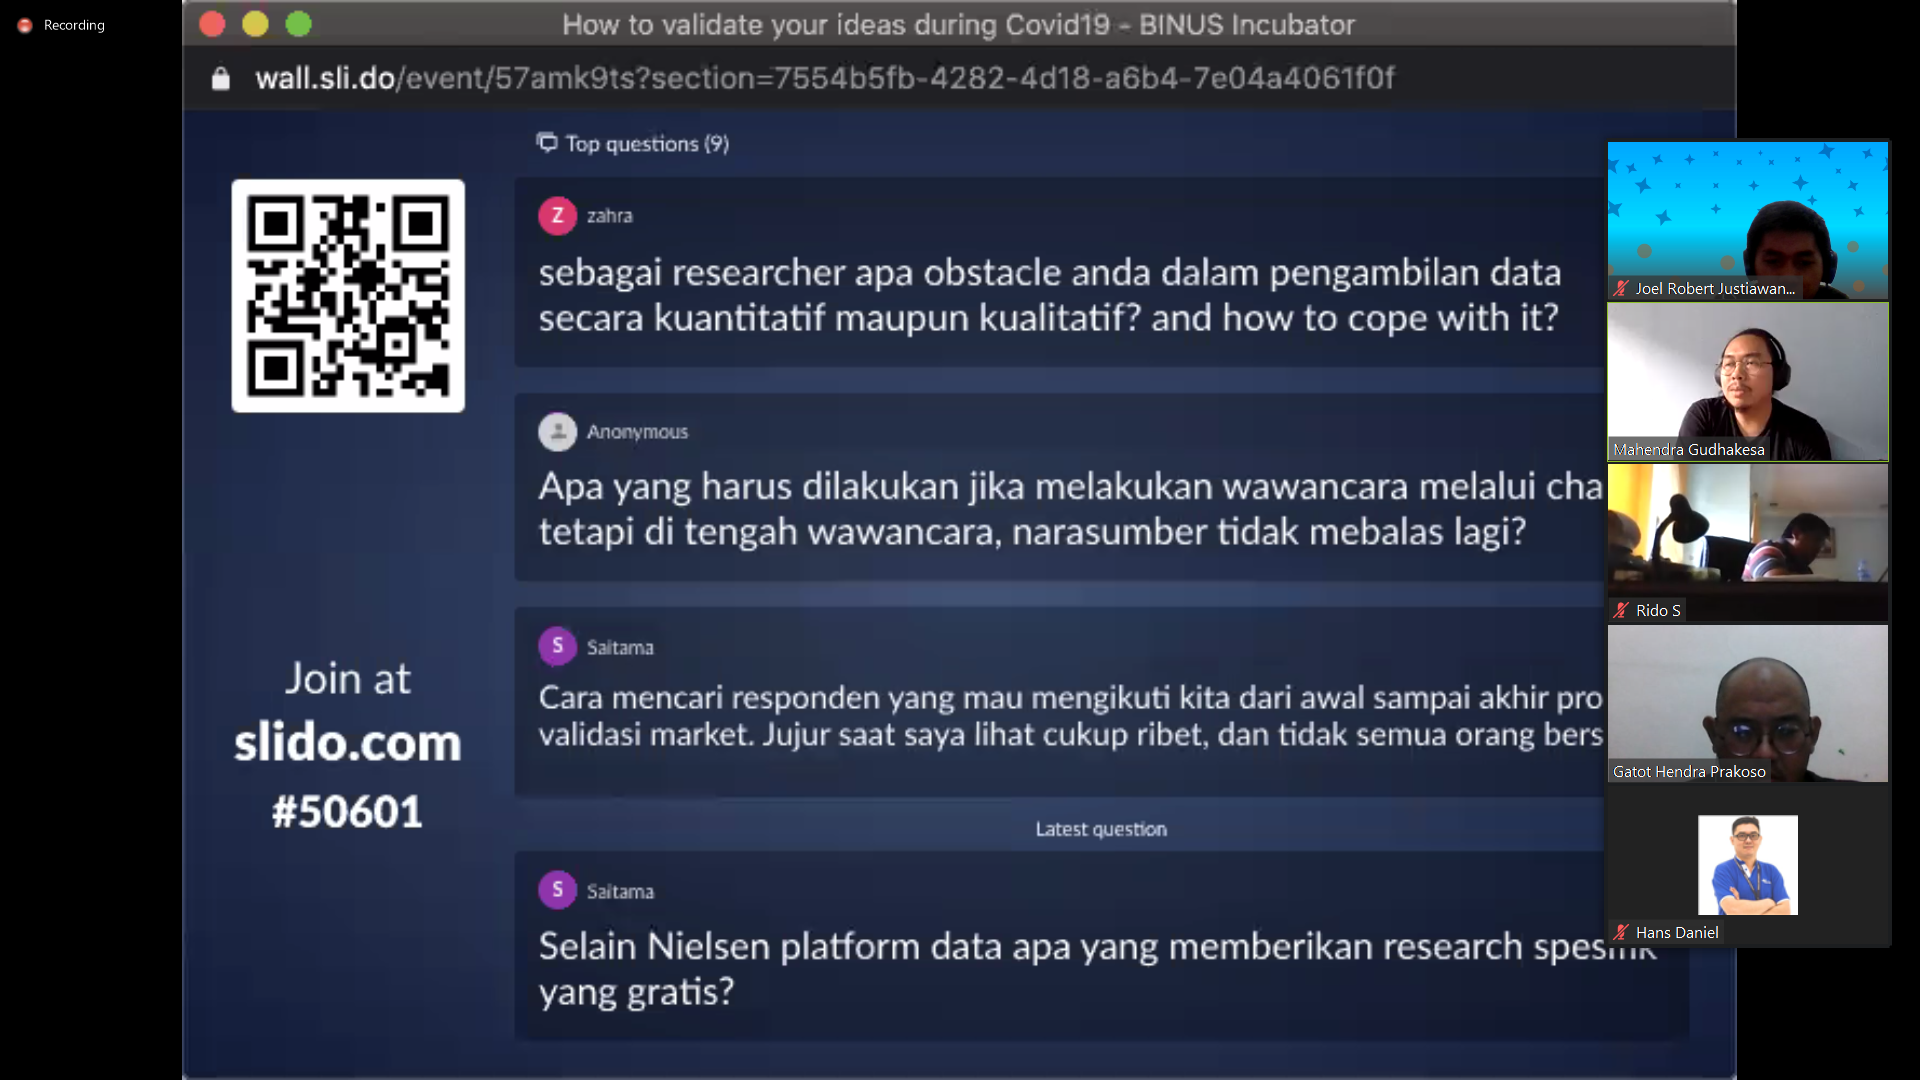 Recording
How to validate your ideas during Covid19 - BINUS Incubator
wall.sli.do/event/57amk9ts?section=7554b5fb-4282-4d18-a6b4-7e04a4061f0f
Top questions (9)
Z zahra
sebagai researcher apa obstacle anda dalam pengambilan data
secara kuantitatif maupun kualitatif? and how to cope with it?
Anonymous
Apa yang harus dilakukan jika melakukan wawancara melalui cha
tetapi di tengah wawancara, narasumber tidak mebalas lagi?
S Saitama
Cara mencari responden yang mau mengikuti kita dari awal sampai akhir pro
validasi market. Jujur saat saya lihat cukup ribet, dan tidak semua orang bers
Latest question
S Saitama
Selain Nielsen platform data apa yang memberikan research spesifik
yang gratis?
Join at
slido.com
#50601
Joel Robert Justiawan...
Mahendra Gudhakesa
Rido S
Gatot Hendra Prakoso
Hans Daniel